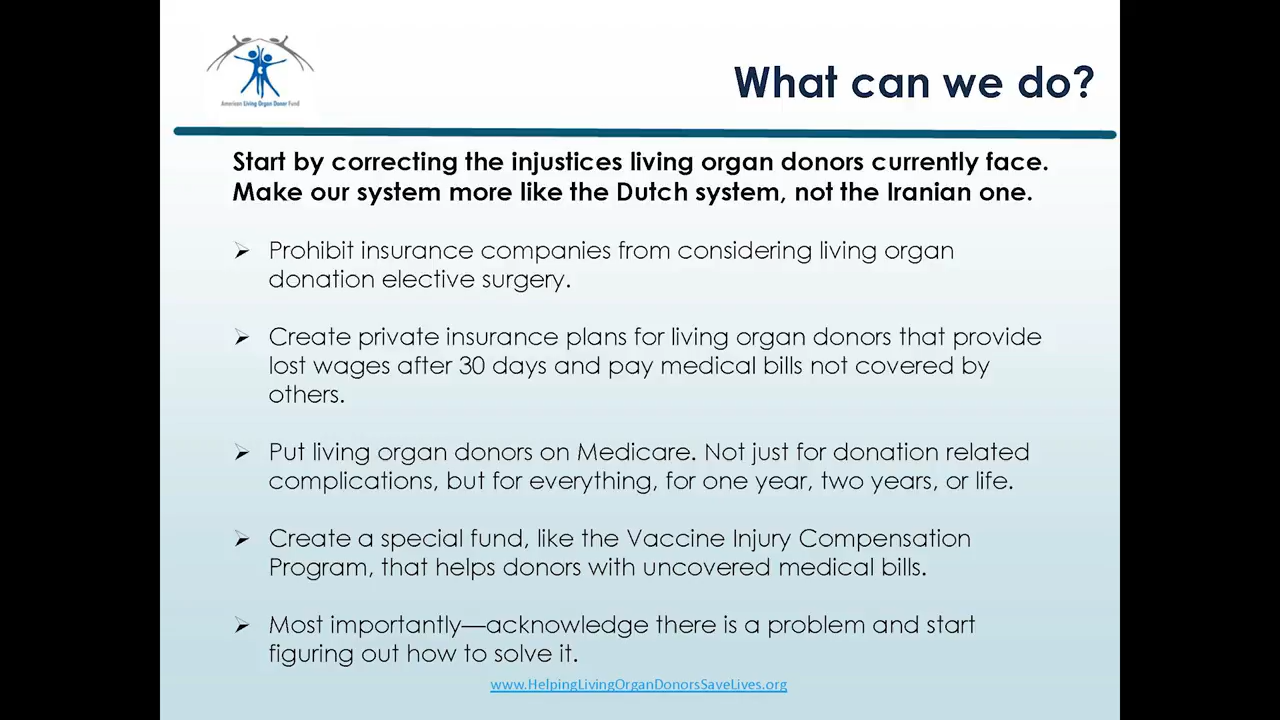 American Living Organ Donor Fund
What can we do?
Start by correcting the injustices living organ donors currently face.
Make our system more like the Dutch system, not the Iranian one.
Prohibit insurance companies from considering living organ
donation elective surgery.
Create private insurance plans for living organ donors that provide
lost wages after 30 days and pay medical bills not covered by
others.
Put living organ donors on Medicare. Not just for donation related
complications, but for everything, for one year, two years, or life.
Create a special fund, like the Vaccine Injury Compensation
Program, that helps donors with uncovered medical bills.
Most importantly—acknowledge there is a problem and start
figuring out how to solve it.
www.HelpingLivingOrganDonorsSaveLives.org